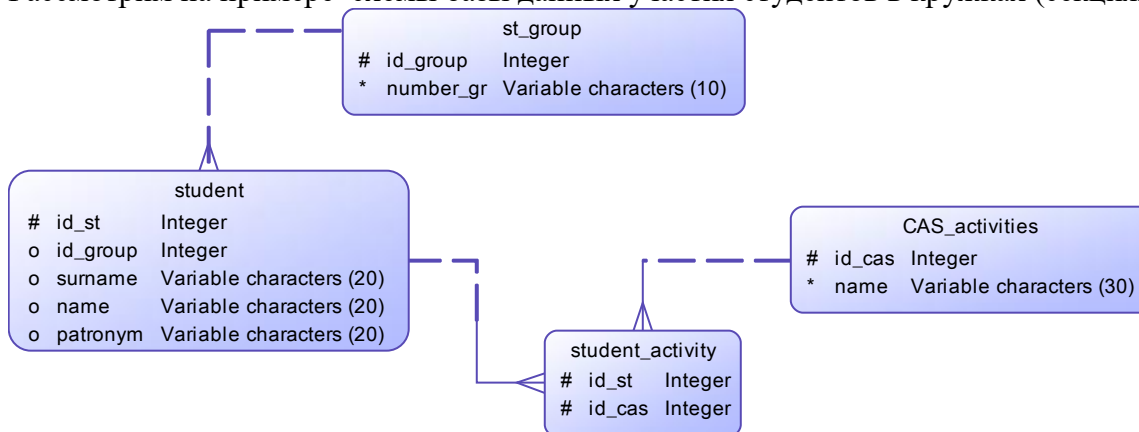 st_group
# id_group Integer
* number_gr Variable characters (10)
student
# id_st Integer
o id_group Integer
o surname Variable characters (20)
o name Variable characters (20)
o patronym Variable characters (20)
CAS_activities
# id_cas Integer
* name Variable characters (30)
student_activity
# id_st Integer
# id_cas Integer